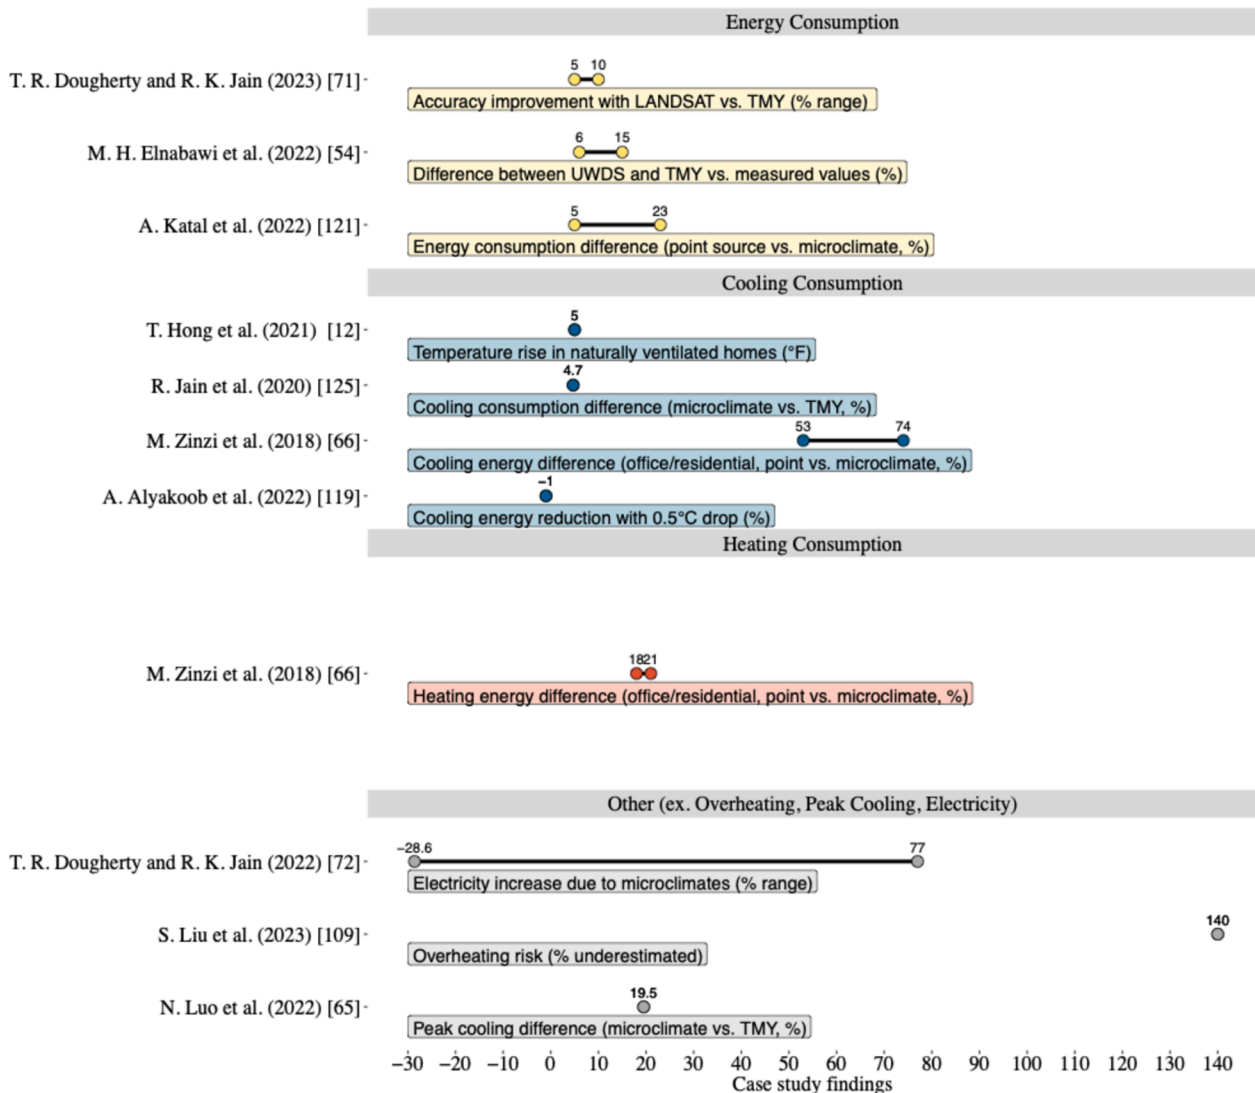 Energy Consumption
5 10
T. R. Dougherty and R. K. Jain (2023) [71]
Accuracy improvement with LANDSAT vs. TMY (% range)
6 15
M. H. Elnabawi et al. (2022) [54]
Difference between UWDS and TMY vs. measured values (%)
5 23
A. Katal et al. (2022) [121]
Energy consumption difference (point source vs. microclimate, %)
Cooling Consumption
5
T. Hong et al. (2021) [12]
Temperature rise in naturally ventilated homes (°F)
4.7
R. Jain et al. (2020) [125]
Cooling consumption difference (microclimate vs. TMY, %)
53 74
M. Zinzi et al. (2018) [66]
Cooling energy difference (office/residential, point vs. microclimate, %)
−1
A. Alyakoob et al. (2022) [119]
Cooling energy reduction with 0.5°C drop (%)
Heating Consumption
18 21
M. Zinzi et al. (2018) [66]
Heating energy difference (office/residential, point vs. microclimate, %)
Other (ex. Overheating, Peak Cooling, Electricity)
−28.6 77
T. R. Dougherty and R. K. Jain (2022) [72]
Electricity increase due to microclimates (% range)
140
S. Liu et al. (2023) [109]
Overheating risk (% underestimated)
19.5
N. Luo et al. (2022) [65]
Peak cooling difference (microclimate vs. TMY, %)
−30 −20 −10 0 10 20 30 40 50 60 70 80 90 100 110 120 130 140
Case study findings